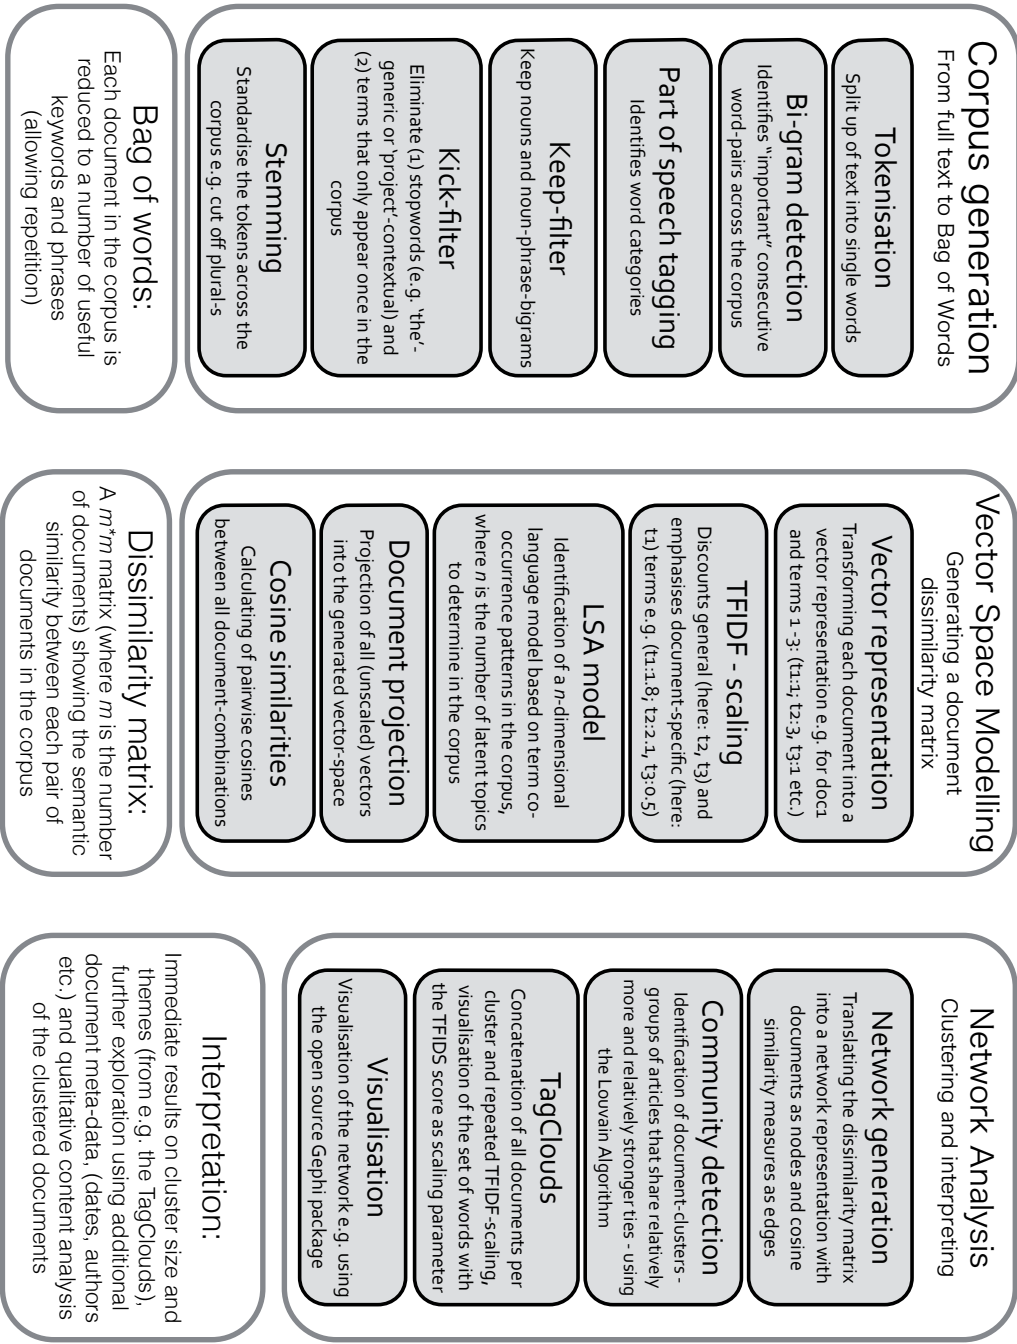 Corpus generation
From full text to Bag of Words
Tokenisation
Split up of text into single words
Bi-gram detection
Identifies “important” consecutive
word-pairs across the corpus
Part of speech tagging
Identifies word categories
Keep-filter
Keep nouns and noun-phrase-bigrams
Kick-filter
Eliminate (1) stopwords (e.g. ‘the’-
generic or ‘project’-contextual) and
(2) terms that only appear once in the
corpus
Stemming
Standardise the tokens across the
corpus e.g. cut off plural-s
Bag of words:
Each document in the corpus is
reduced to a number of useful
keywords and phrases
(allowing repetition)
Vector Space Modelling
Generating a document
dissimilarity matrix
Vector representation
Transforming each document into a
vector representation e.g. for doc1
and terms 1 -3: (t1:1, t2:3, t3:1 etc.)
TFIDF - scaling
Discounts general (here: t2, t3) and
emphasises document-specific (here:
t1) terms e.g. (t1:1.8; t2:2.1, t3:0.5)
LSA model
Identification of a n-dimensional
language model based on term co-
occurrence patterns in the corpus,
where n is the number of latent topics
to determine in the corpus
Document projection
Projection of all (unscaled) vectors
into the generated vector-space
Cosine similarities
Calculating of pairwise cosines
between all document-combinations
Dissimilarity matrix:
A m*m matrix (where m is the number
of documents) showing the semantic
similarity between each pair of
documents in the corpus
Network Analysis
Clustering and interpreting
Network generation
Translating the dissimilarity matrix
into a network representation with
documents as nodes and cosine
similarity measures as edges
Community detection
Identification of document-clusters -
groups of articles that share relatively
more and relatively stronger ties - using
the Louvain Algorithm
TagClouds
Concatenation of all documents per
cluster and repeated TFIDF-scaling,
visualisation of the set of words with
the TFIDS score as scaling parameter
Visualisation
Visualisation of the network e.g. using
the open source Gephi package
Interpretation:
Immediate results on cluster size and
themes (from e.g. the TagClouds),
further exploration using additional
document meta-data, (dates, authors
etc.) and qualitative content analysis
of the clustered documents